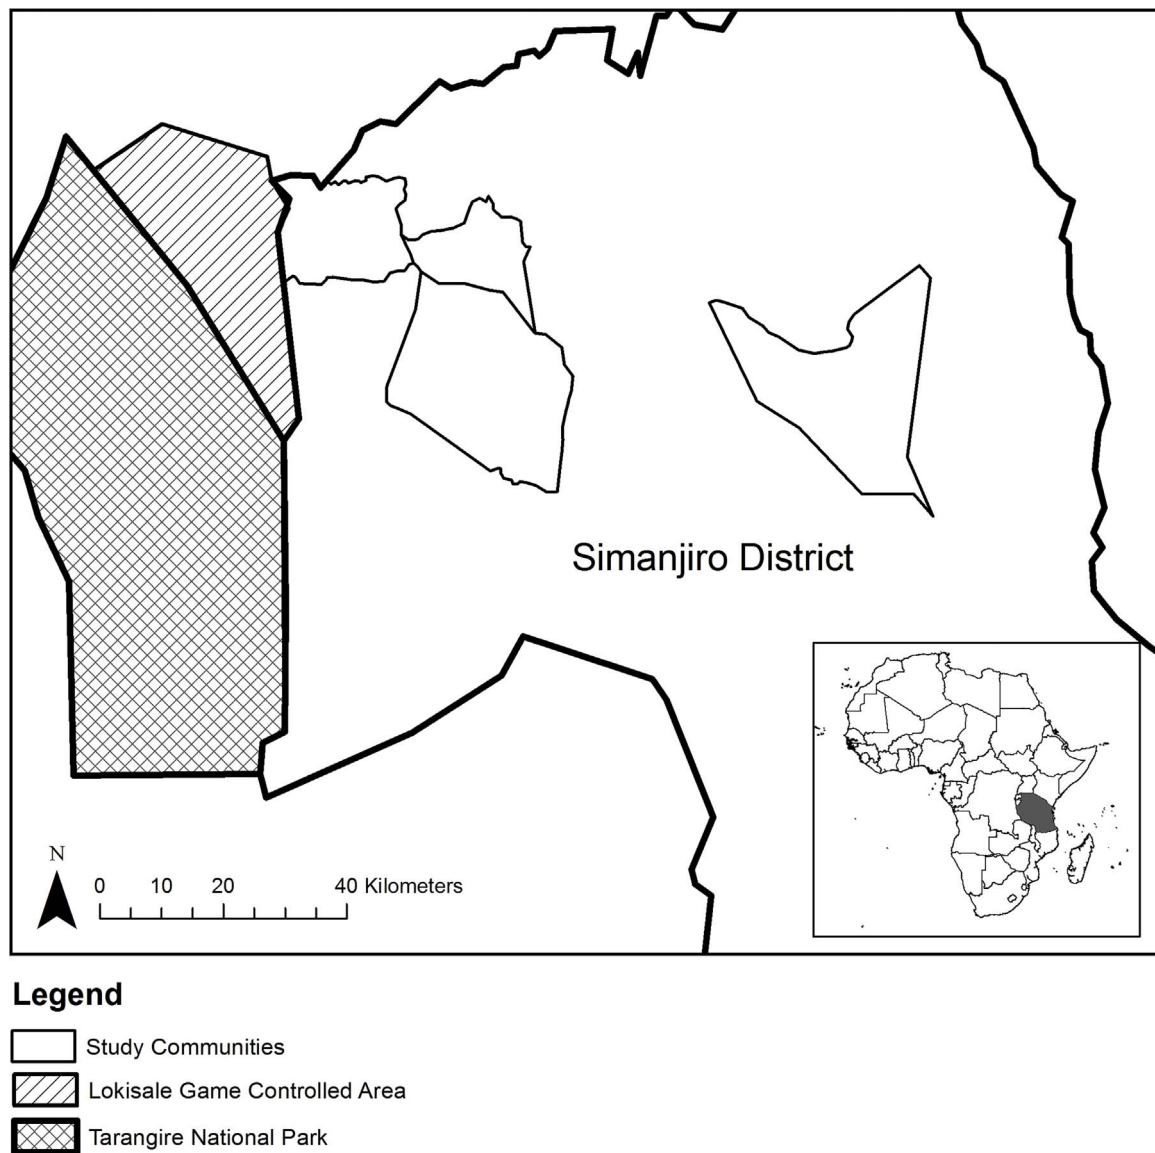 Simanjiro District
N
0 10 20 40 Kilometers
Legend
Study Communities
Lokisale Game Controlled Area
Tarangire National Park